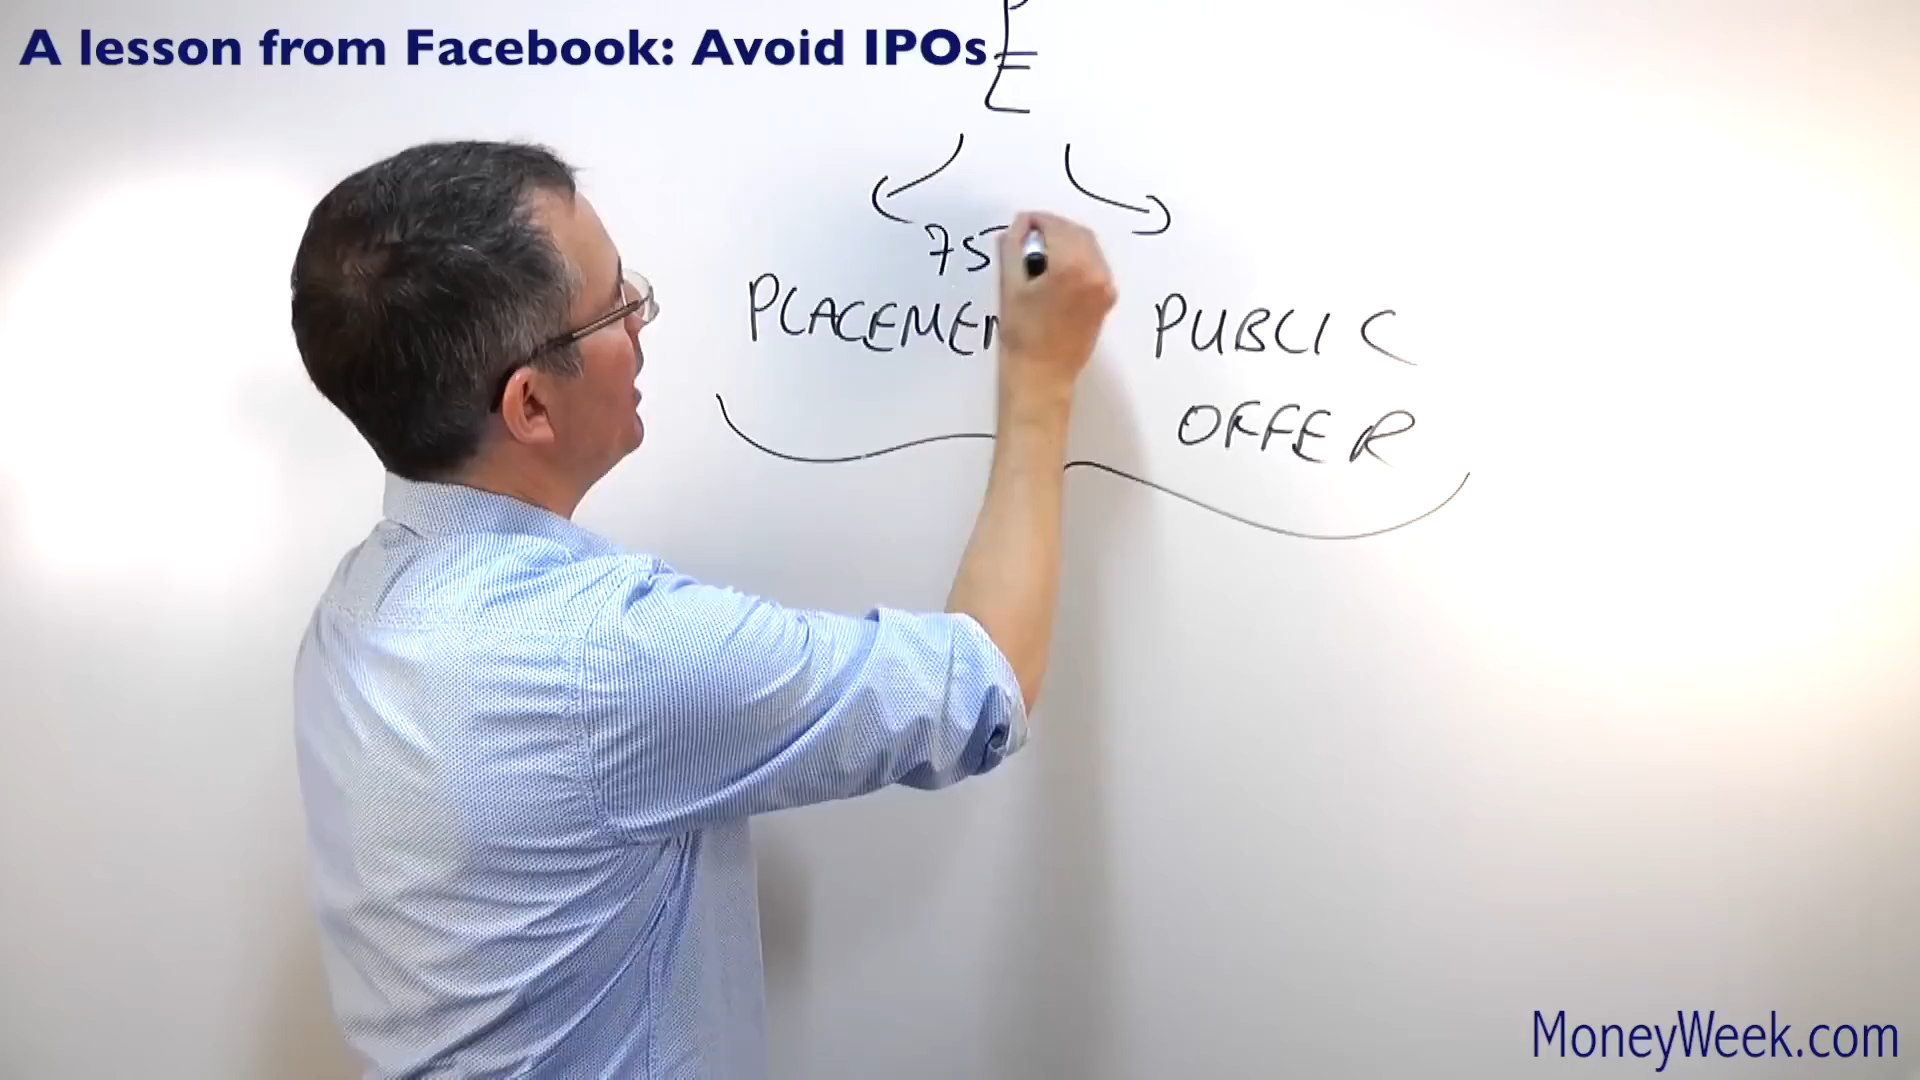 A lesson from Facebook: Avoid IPOs
P
E
75
PLACEMEN
PUBLIC
OFFER
MoneyWeek.com